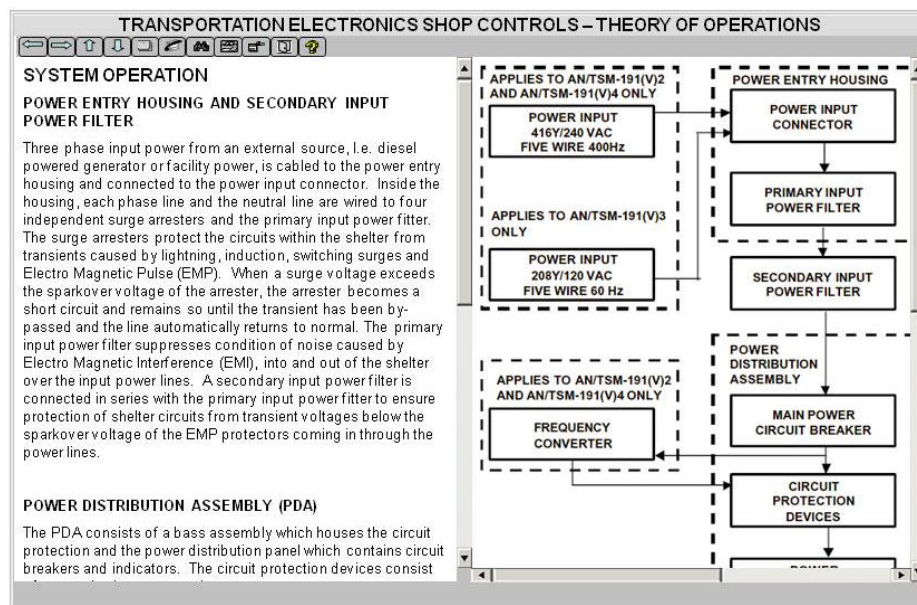 TRANSPORTATION ELECTRONICS SHOP CONTROLS – THEORY OF OPERATIONS
SYSTEM OPERATION
POWER ENTRY HOUSING AND SECONDARY INPUT
POWER FILTER
Three phase input power from an external source, I.e. diesel
powered generator or facility power, is cabled to the power entry
housing and connected to the power input connector. Inside the
housing, each phase line and the neutral line are wired to four
independent surge arresters and the primary input power fitter.
The surge arresters protect the circuits within the shelter from
transients caused by lightning, induction, switching surges and
Electro Magnetic Pulse (EMP). When a surge voltage exceeds
the sparkover voltage of the arrester, the arrester becomes a
short circuit and remains so until the transient has been by-
passed and the line automatically returns to normal. The primary
input power filter suppresses condition of noise caused by
Electro Magnetic Interference (EMI), into and out of the shelter
over the input power lines. A secondary input power filter is
connected in series with the primary input power fitter to ensure
protection of shelter circuits from transient voltages below the
sparkover voltage of the EMP protectors coming in through the
power lines.
POWER DISTRIBUTION ASSEMBLY (PDA)
The PDA consists of a bass assembly which houses the circuit
protection and the power distribution panel which contains circuit
breakers and indicators. The circuit protection devices consist
APPLIES TO AN/TSM-191(V)2
AND AN/TSM-191(V)4 ONLY
POWER INPUT
416Y/240 VAC
FIVE WIRE 400Hz
APPLIES TO AN/TSM-191(V)3
ONLY
POWER INPUT
208Y/120 VAC
FIVE WIRE 60 Hz
APPLIES TO AN/TSM-191(V)2
AND AN/TSM-191(V)4 ONLY
FREQUENCY
CONVERTER
POWER ENTRY HOUSING
POWER INPUT
CONNECTOR
PRIMARY INPUT
POWER FILTER
SECONDARY INPUT
POWER FILTER
POWER
DISTRIBUTION
ASSEMBLY
MAIN POWER
CIRCUIT BREAKER
CIRCUIT
PROTECTION
DEVICES
POWER